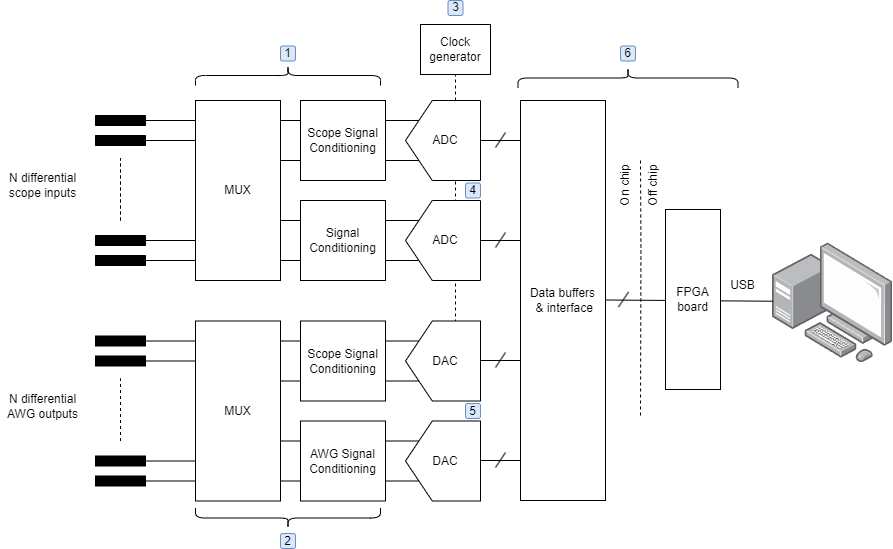 3
Clock
generator
1
6
Scope Signal
Conditioning
ADC
N differential
scope inputs
MUX
4
On chip
Off chip
Signal
Conditioning
ADC
Data buffers
& interface
FPGA
board
USB
Scope Signal
Conditioning
DAC
N differential
AWG outputs
MUX
5
AWG Signal
Conditioning
DAC
2